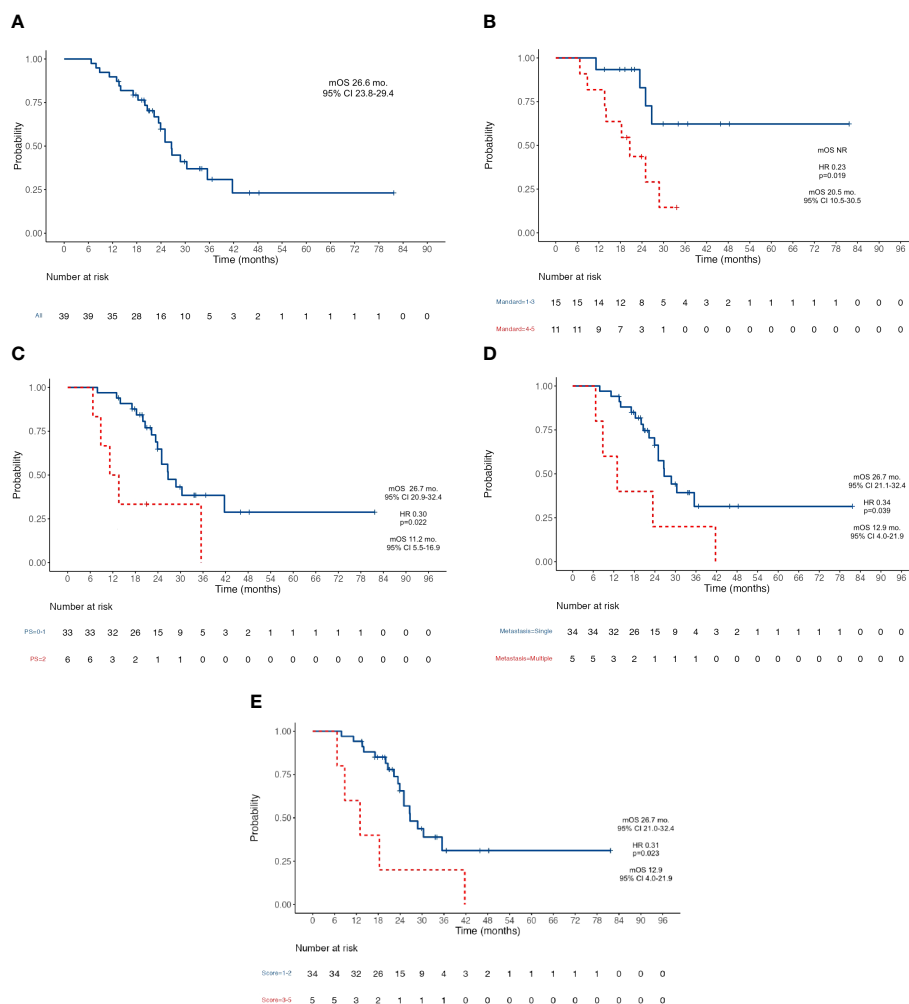 A
1.00
0.75
0.50
0.25
0.00
Probability
mOS 26.6 mo.
95% CI 23.8-29.4
0 6 12 18 24 30 36 42 48 54 60 66 72 78 84 90
Time (months)
Number at risk
All 39 39 35 28 16 10 5 3 2 1 1 1 1 1 0 0
B
1.00
0.75
0.50
0.25
0.00
Probability
mOS NR
HR 0.23
p=0.019
mOS 20.5 mo.
95% CI 10.5-30.5
0 6 12 18 24 30 36 42 48 54 60 66 72 78 84 90 96
Time (months)
Number at risk
Mandard=1-3 15 15 14 12 8 5 4 3 2 1 1 1 1 1 0 0 0
Mandard=4-5 11 11 9 7 3 1 0 0 0 0 0 0 0 0 0 0 0
C
1.00
0.75
0.50
0.25
0.00
Probability
mOS 26.7 mo.
95% CI 20.9-32.4
HR 0.30
p=0.022
mOS 11.2 mo.
95% CI 5.5-16.9
0 6 12 18 24 30 36 42 48 54 60 66 72 78 84 90 96
Time (months)
Number at risk
PS=0-1 33 33 32 26 15 9 5 3 2 1 1 1 1 1 0 0 0
PS=2 6 6 3 2 1 1 0 0 0 0 0 0 0 0 0 0 0
D
1.00
0.75
0.50
0.25
0.00
Probability
mOS 26.7 mo.
95% CI 21.1-32.4
HR 0.34
p=0.039
mOS 12.9 mo.
95% CI 4.0-21.9
0 6 12 18 24 30 36 42 48 54 60 66 72 78 84 90 96
Time (months)
Number at risk
Metastasis=Single 34 34 32 26 15 9 4 3 2 1 1 1 1 1 0 0 0
Metastasis=Multiple 5 5 3 2 1 1 1 0 0 0 0 0 0 0 0 0 0
E
1.00
0.75
0.50
0.25
0.00
Probability
mOS 26.7 mo.
95% CI 21.0-32.4
HR 0.31
p=0.023
mOS 12.9
95% CI 4.0-21.9
0 6 12 18 24 30 36 42 48 54 60 66 72 78 84 90 96
Time (months)
Number at risk
Score=1-2 34 34 32 26 15 9 4 3 2 1 1 1 1 1 0 0 0
Score=3-5 5 5 3 2 1 1 1 0 0 0 0 0 0 0 0 0 0